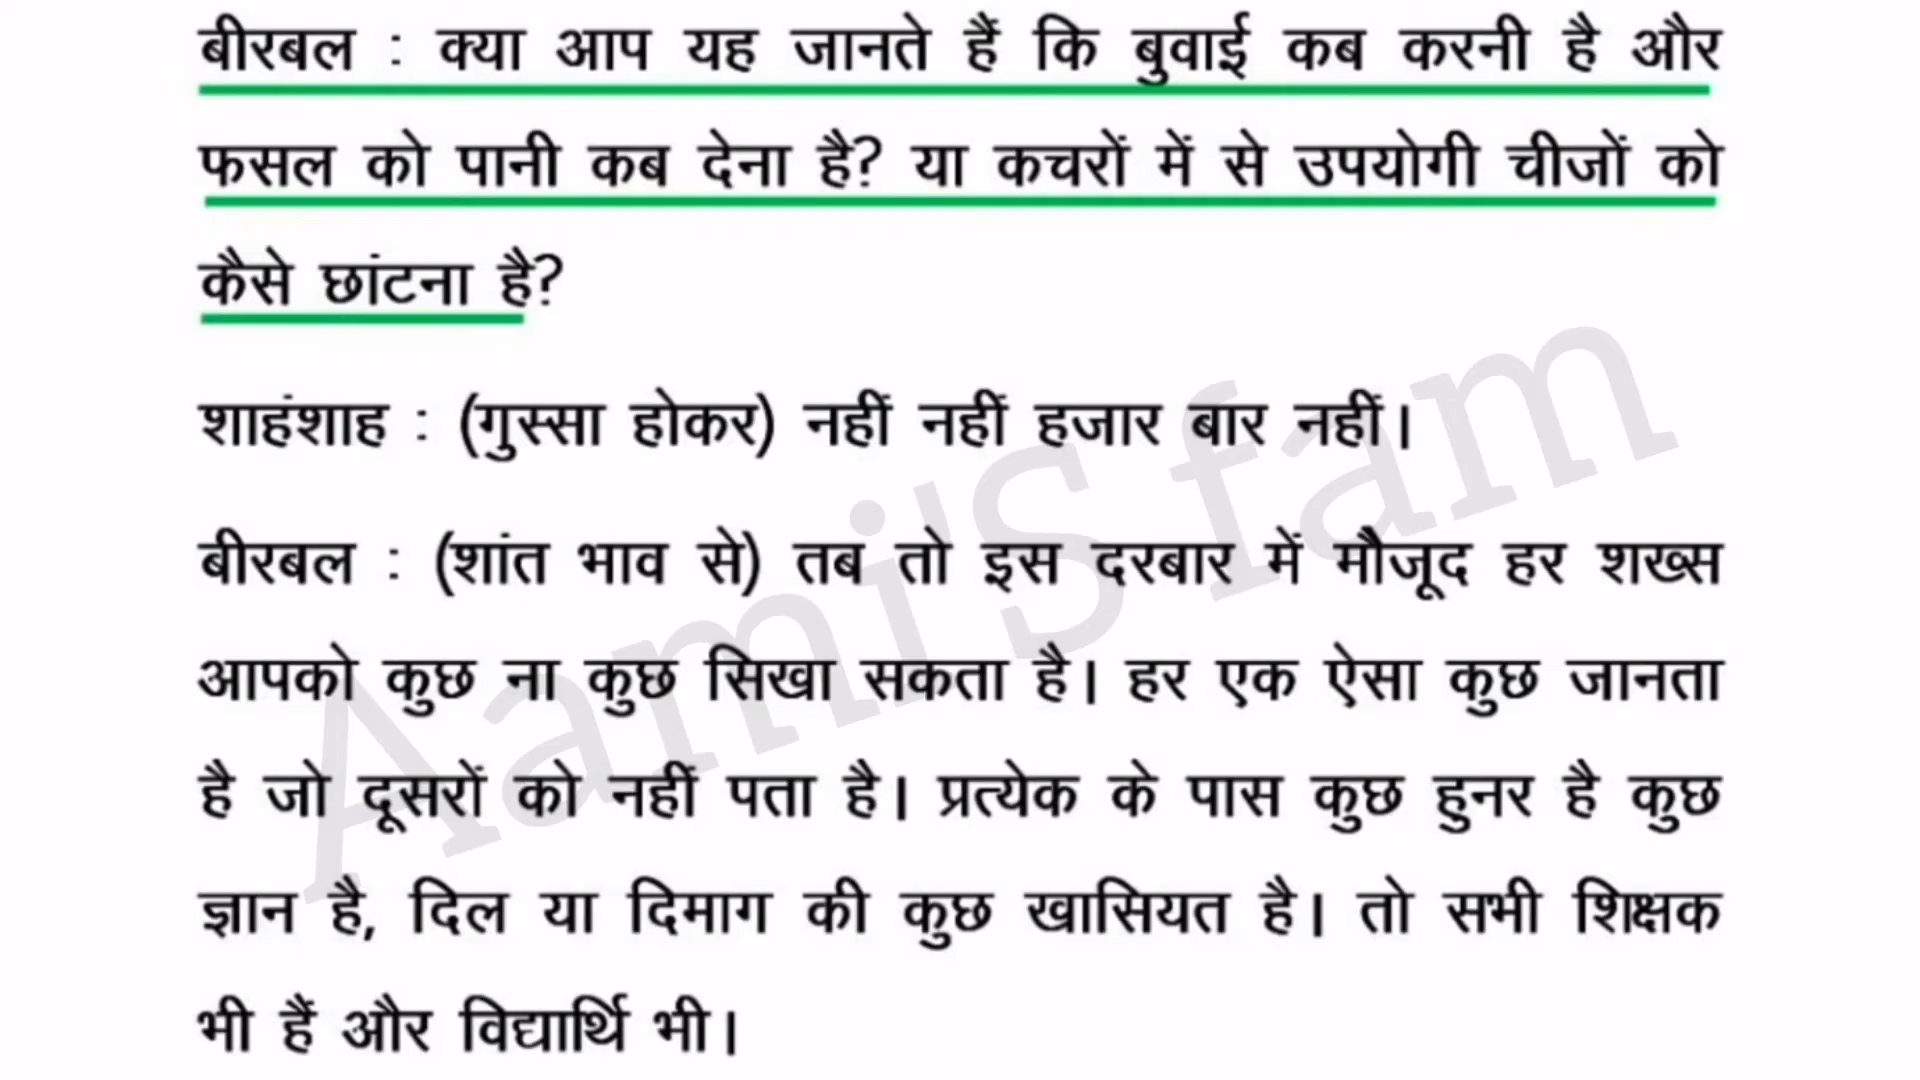 बीरबल : क्या आप यह जानते हैं कि बुवाई कब करनी है और
फसल को पानी कब देना है? या कचरों में से उपयोगी चीजों को
कैसे छांटना है?
शाहंशाह : (गुस्सा होकर) नहीं नहीं हजार बार नहीं।
बीरबल : (शांत भाव से) तब तो इस दरबार में मौजूद हर शख्स
आपको कुछ ना कुछ सिखा सकता है। हर एक ऐसा कुछ जानता
है जो दूसरों को नहीं पता है। प्रत्येक के पास कुछ हुनर है कुछ
ज्ञान है, दिल या दिमाग की कुछ खासियत है। तो सभी शिक्षक
भी हैं और विद्यार्थि भी।
Aami'S fam